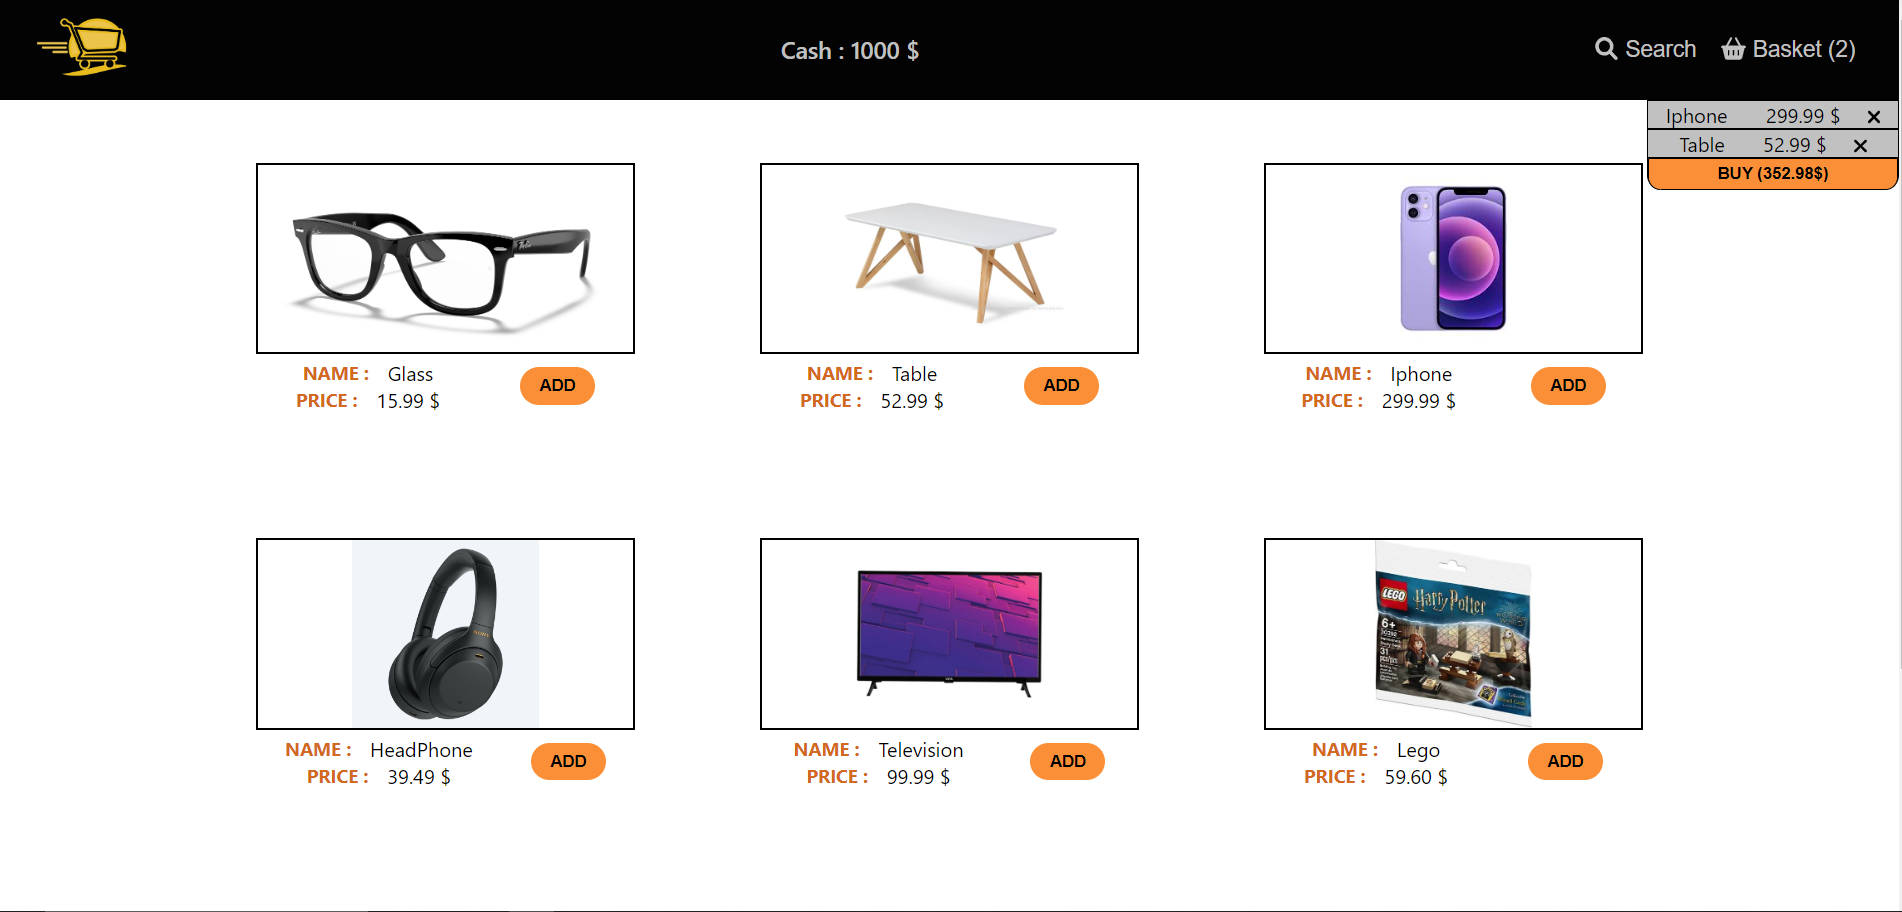 Cash : 1000 $
Search
Basket (2)
Iphone 299.99 $
Table 52.99 $
BUY (352.98$)
NAME : Glass
PRICE : 15.99 $
ADD
NAME : Table
PRICE : 52.99 $
ADD
NAME : Iphone
PRICE : 299.99 $
ADD
SONY
LEGO
Harry Potter
6+
31
NAME : HeadPhone
PRICE : 39.49 $
ADD
NAME : Television
PRICE : 99.99 $
ADD
NAME : Lego
PRICE : 59.60 $
ADD